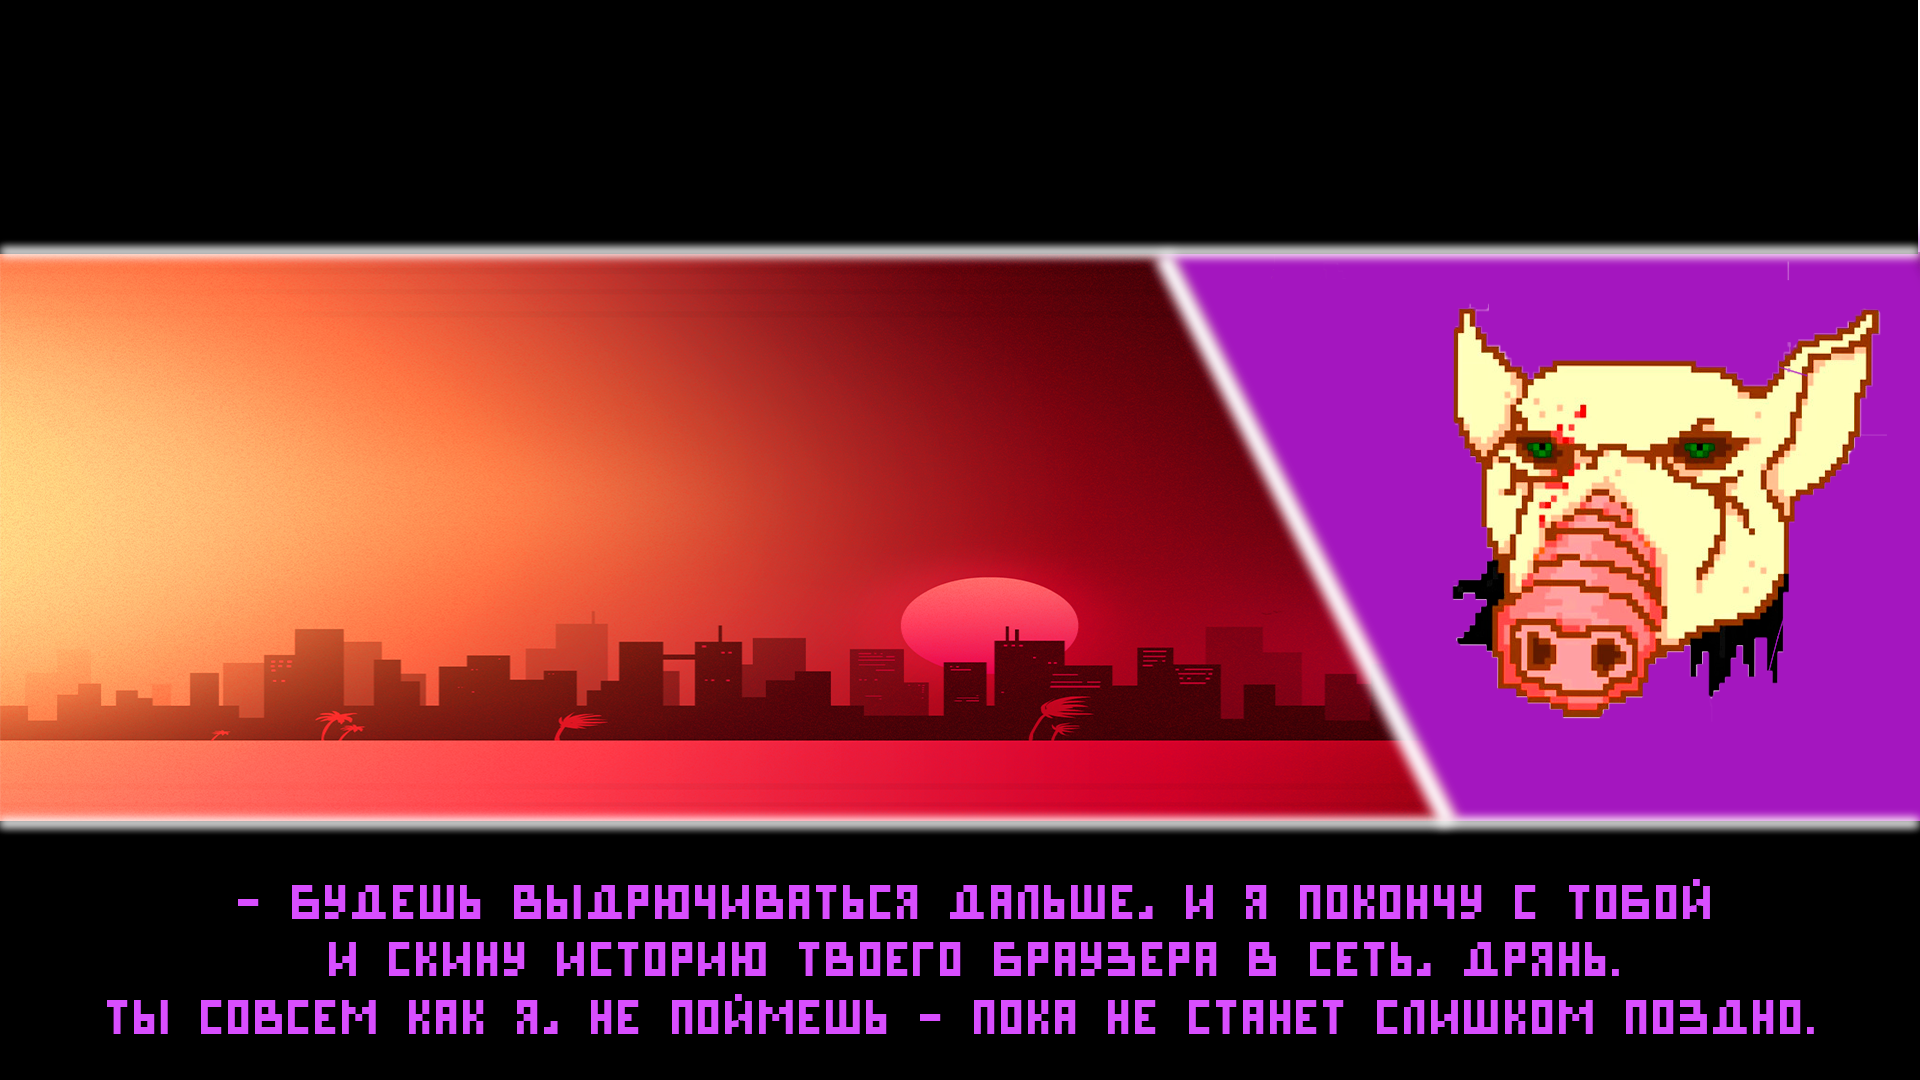 - БУДЕШЬ ВЫДРЮЧИВАТЬСЯ ДАЛЬШЕ, И Я ПОКОНЧУ С ТОБОЙ
И СКИНУ ИСТОРИЮ ТВОЕГО БРАУЗЕРА В СЕТЬ, ДРЯНЬ.
ТЫ СОВСЕМ КАК Я, НЕ ПОЙМЕШЬ - ПОКА НЕ СТАНЕТ СЛИШКОМ ПОЗДНО.